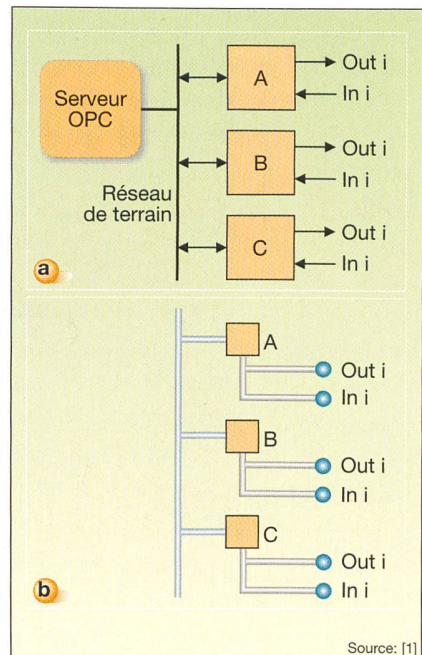 Serveur
OPC
Réseau
de terrain
A
Out i
In i
B
Out i
In i
C
Out i
In i
a
A
Out i
In i
B
Out i
In i
C
Out i
In i
b
Source: [1]